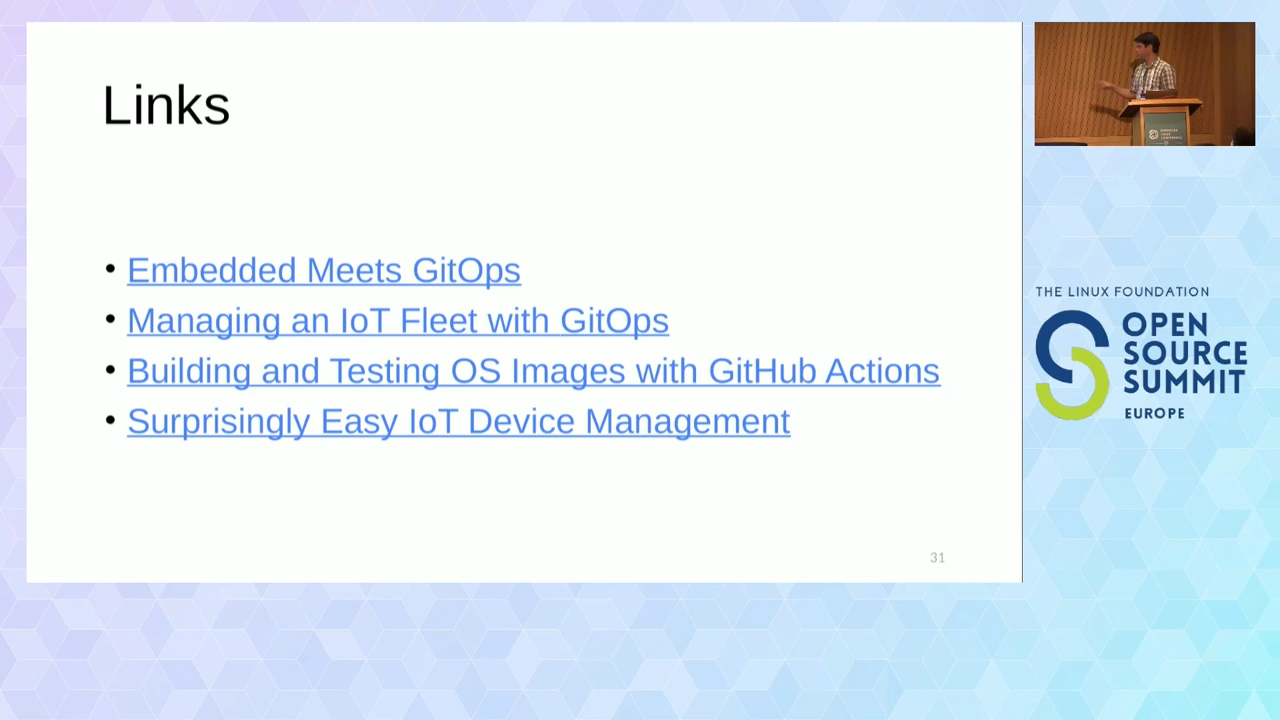 Links
• Embedded Meets GitOps
• Managing an IoT Fleet with GitOps
• Building and Testing OS Images with GitHub Actions
• Surprisingly Easy IoT Device Management
31
THE LINUX FOUNDATION
OPEN
SOURCE
SUMMIT
EUROPE